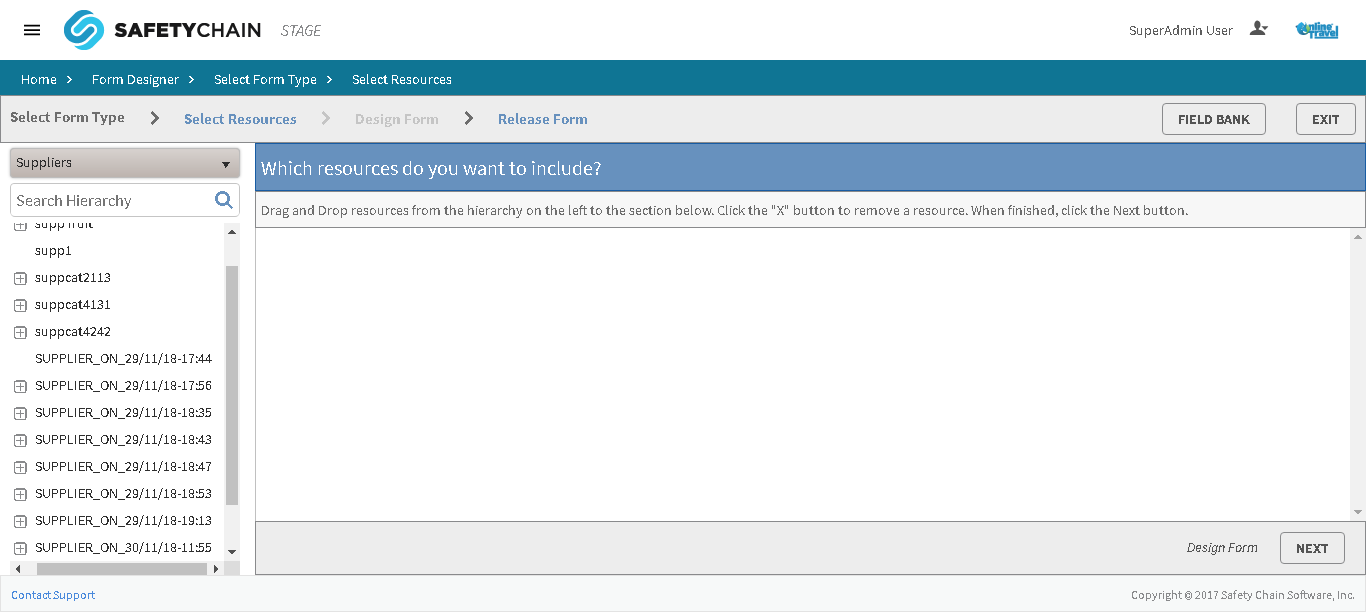 SAFETYCHAIN STAGE
SuperAdmin User
Online Travel
Home > Form Designer > Select Form Type > Select Resources
Select Form Type > Select Resources > Design Form > Release Form
FIELD BANK
EXIT
Suppliers
Search Hierarchy
supp fruit
supp1
suppcat2113
suppcat4131
suppcat4242
SUPPLIER_ON_29/11/18-17:44
SUPPLIER_ON_29/11/18-17:56
SUPPLIER_ON_29/11/18-18:35
SUPPLIER_ON_29/11/18-18:43
SUPPLIER_ON_29/11/18-18:47
SUPPLIER_ON_29/11/18-18:53
SUPPLIER_ON_29/11/18-19:13
SUPPLIER_ON_30/11/18-11:55
Which resources do you want to include?
Drag and Drop resources from the hierarchy on the left to the section below. Click the "X" button to remove a resource. When finished, click the Next button.
Design Form
NEXT
Contact Support
Copyright © 2017 Safety Chain Software, Inc.